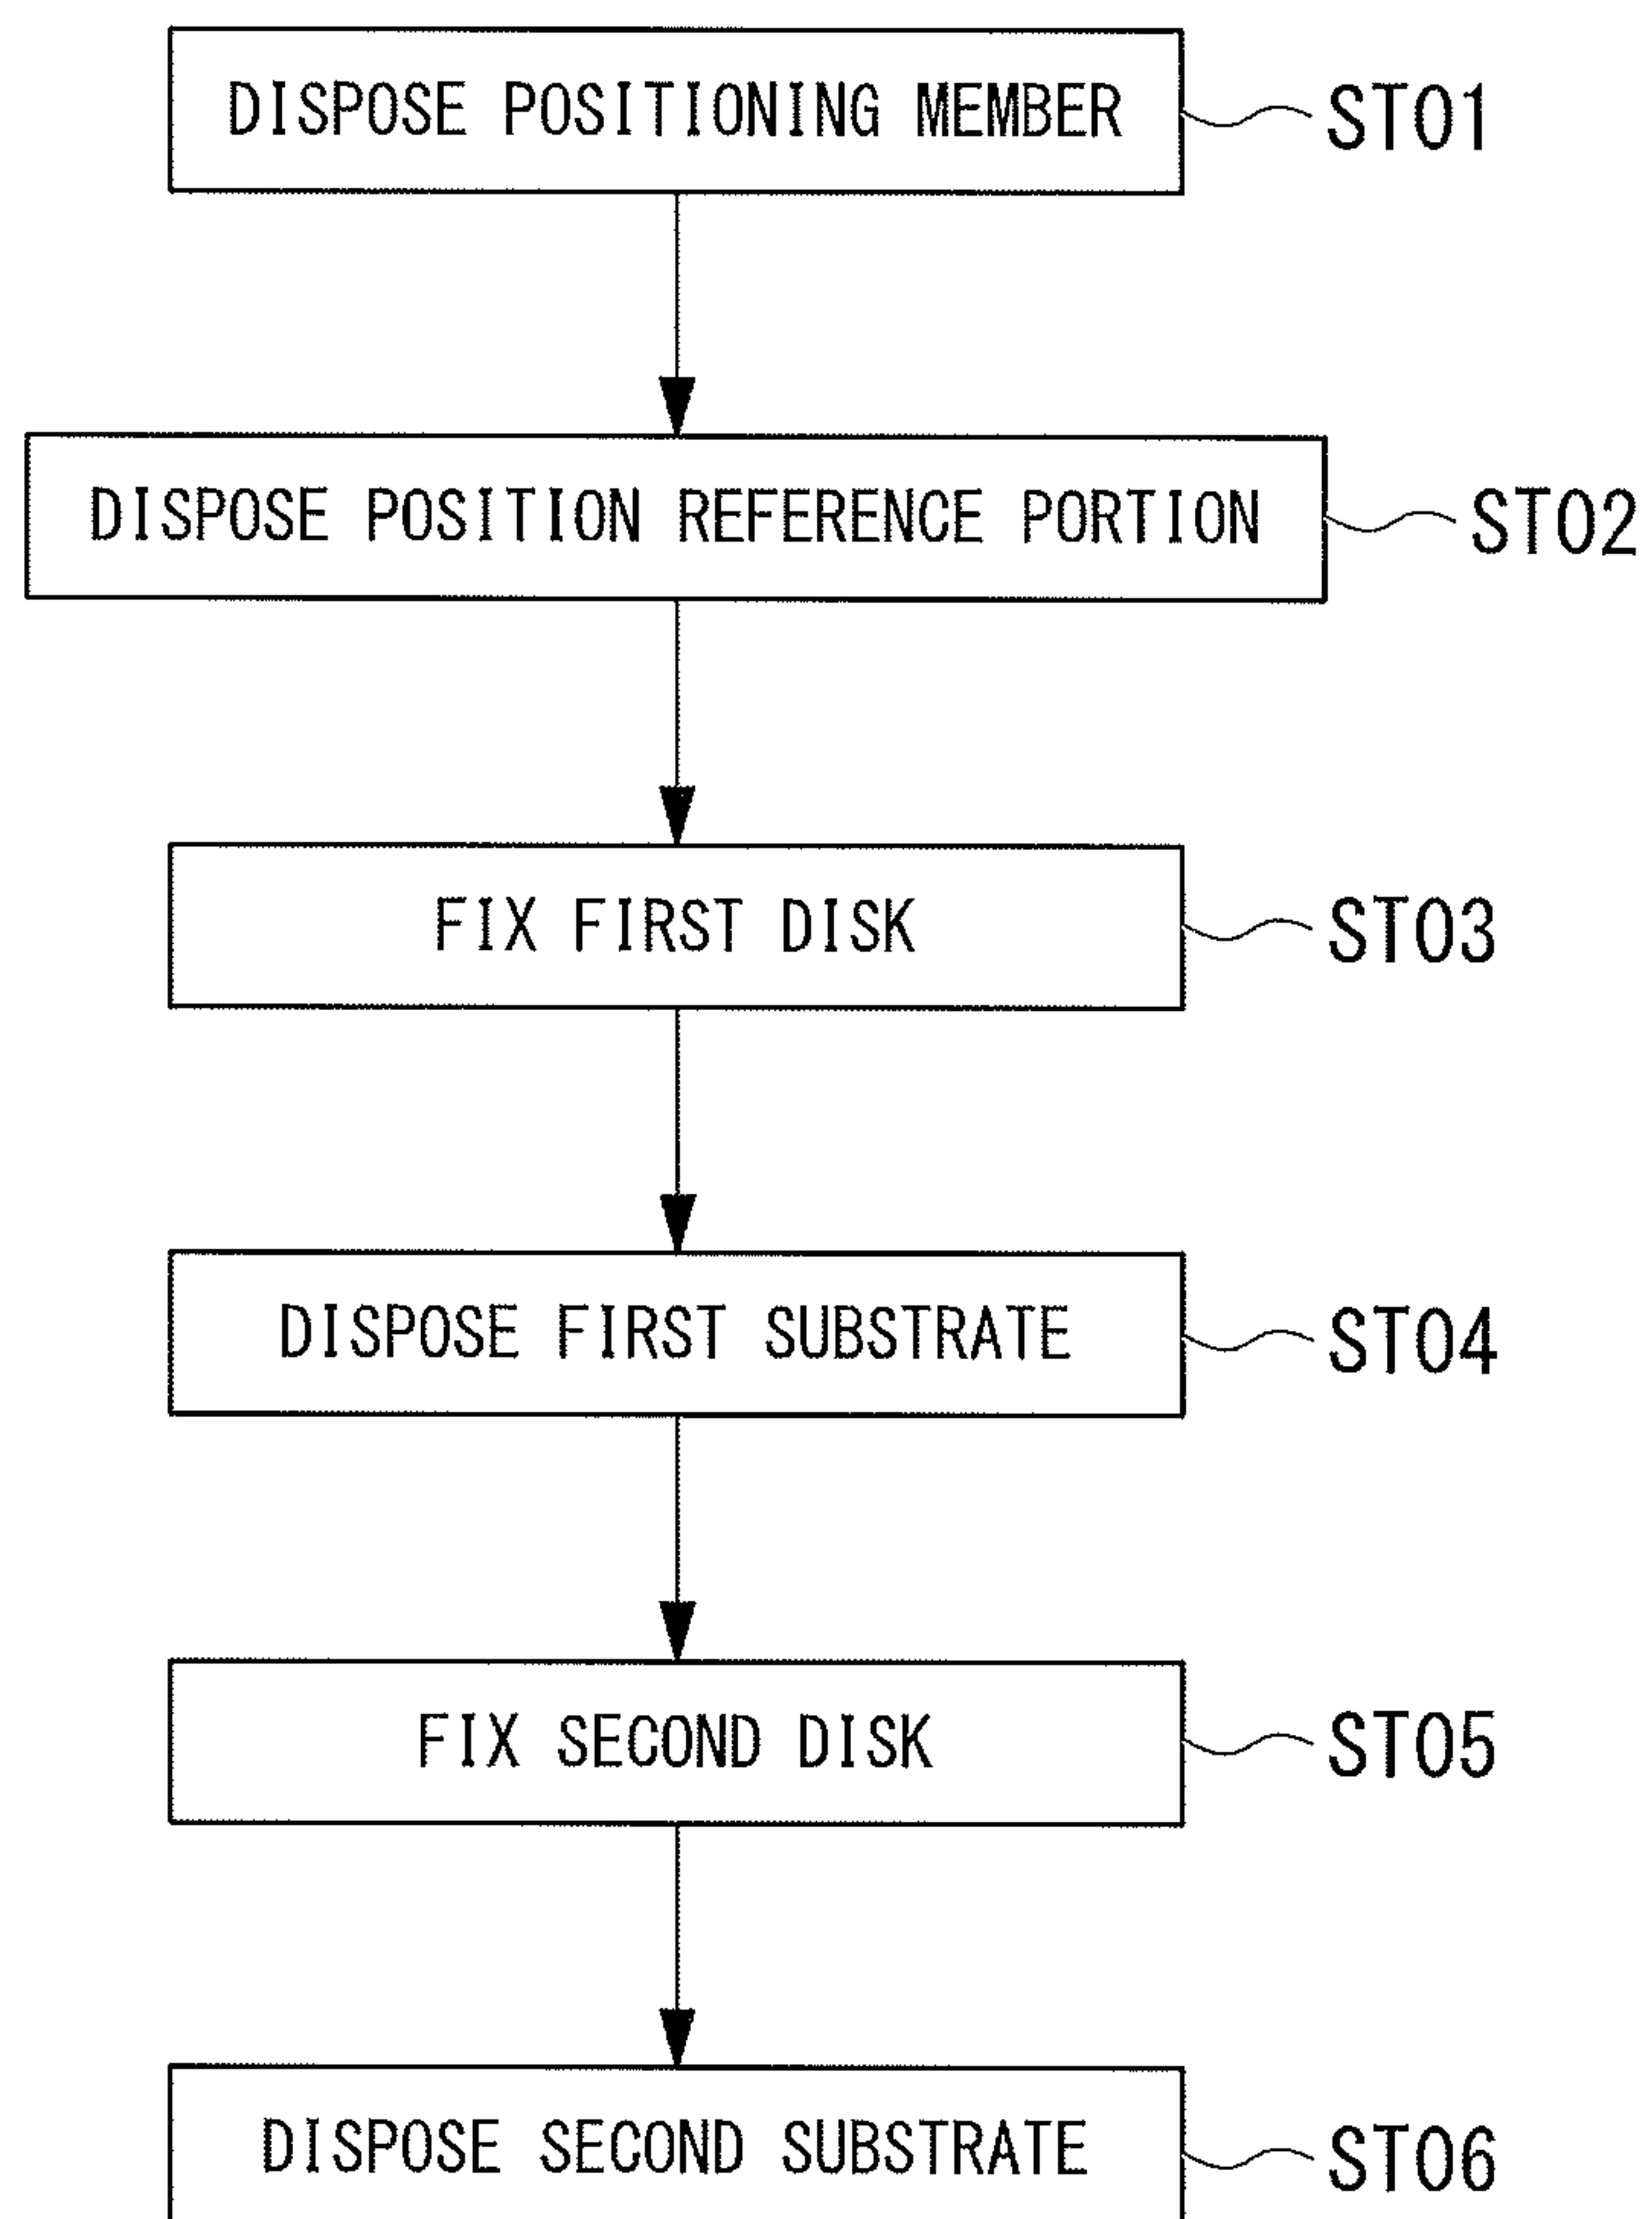 DISPOSE POSITIONING MEMBER ST01
DISPOSE POSITION REFERENCE PORTION ST02
FIX FIRST DISK ST03
DISPOSE FIRST SUBSTRATE ST04
FIX SECOND DISK ST05
DISPOSE SECOND SUBSTRATE ST06